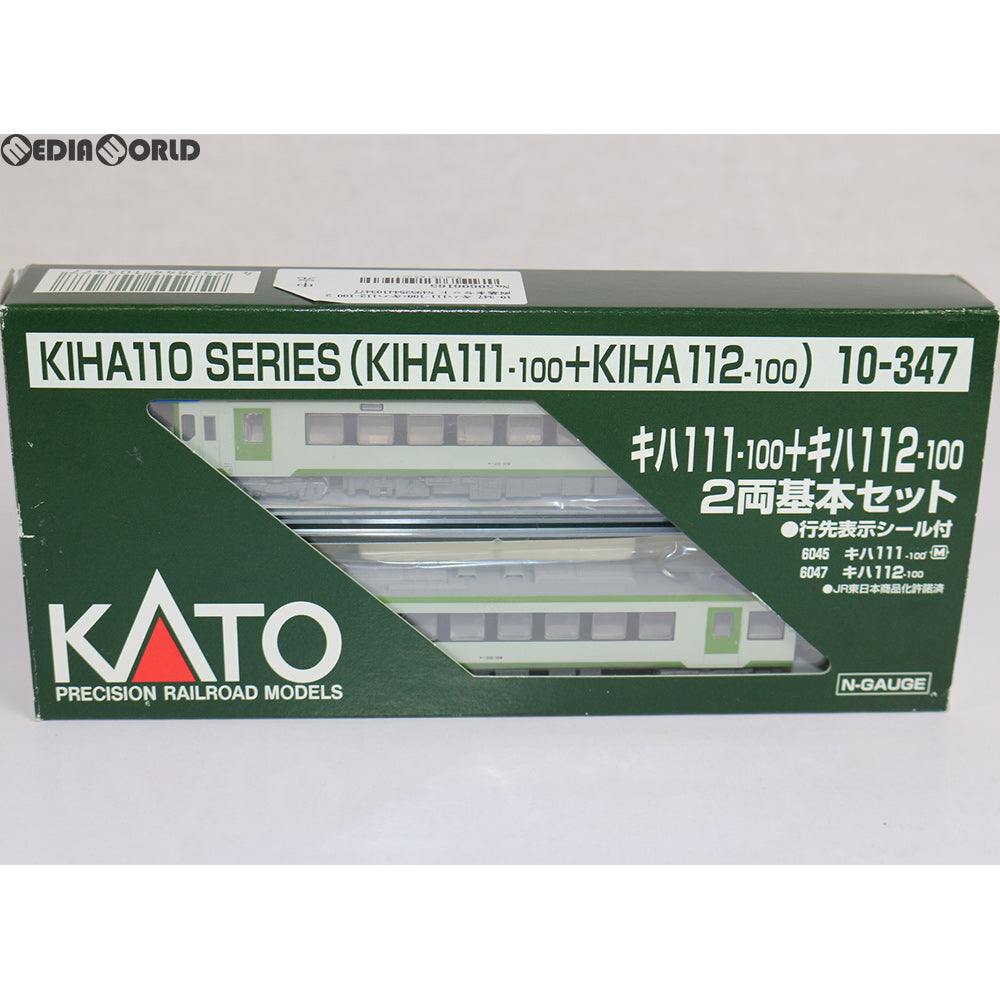 MEDIAWORLD
KIHA110 SERIES (KIHA111-100+KIHA112-100) 10-347
キハ111-100+キハ112-100
2両基本セット
●行先表示シール付
6045 キハ111-100 M
6047 キハ112-100
●JR東日本商品化許諾済
KATO
PRECISION RAILROAD MODELS
N-GAUGE